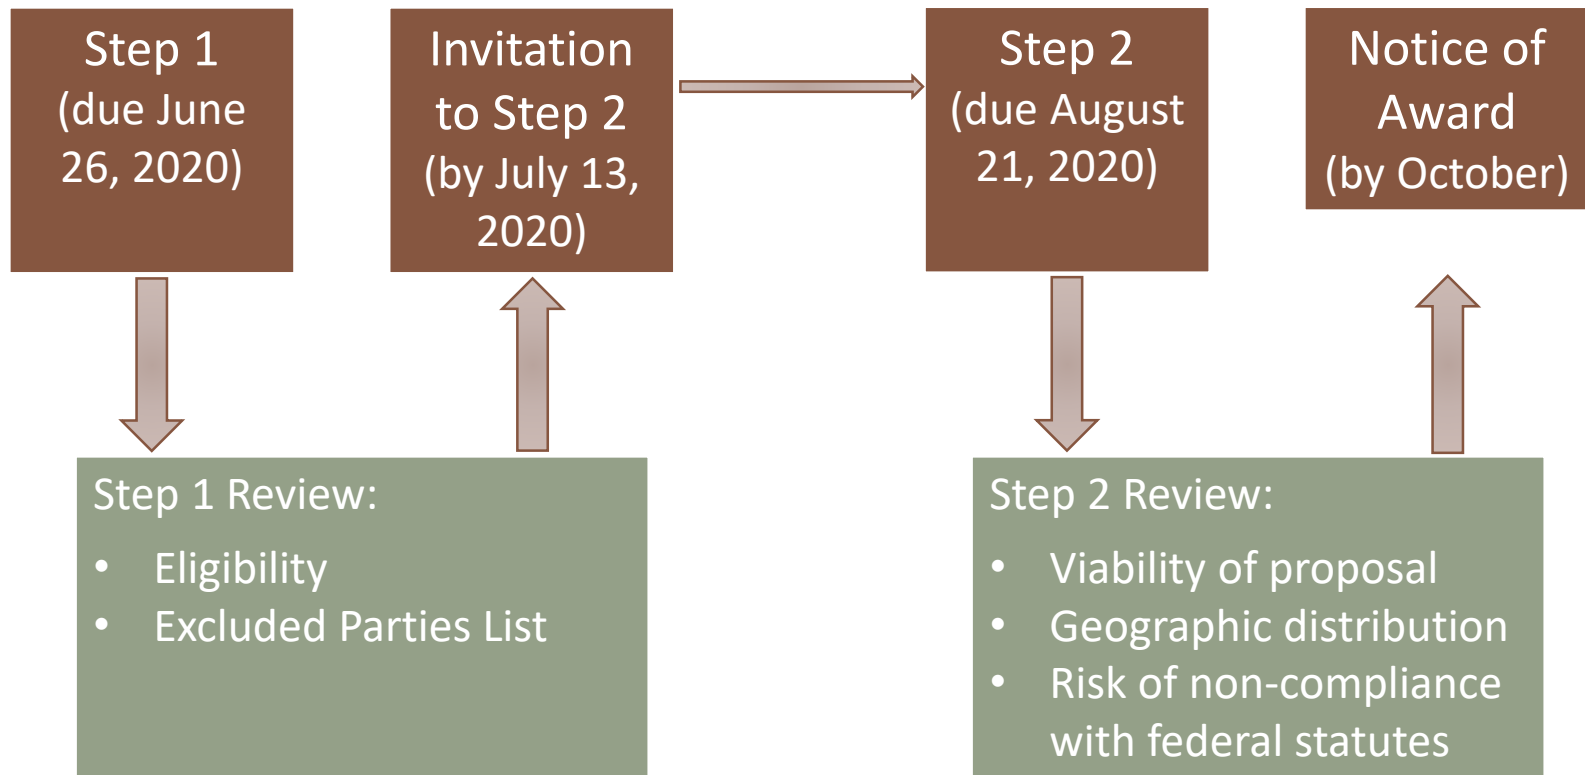 Step 1
(due June
26, 2020)
Invitation
to Step 2
(by July 13,
2020)
Step 2
(due August
21, 2020)
Notice of
Award
(by October)
Step 1 Review:
• Eligibility
• Excluded Parties List
Step 2 Review:
• Viability of proposal
• Geographic distribution
• Risk of non-compliance
with federal statutes